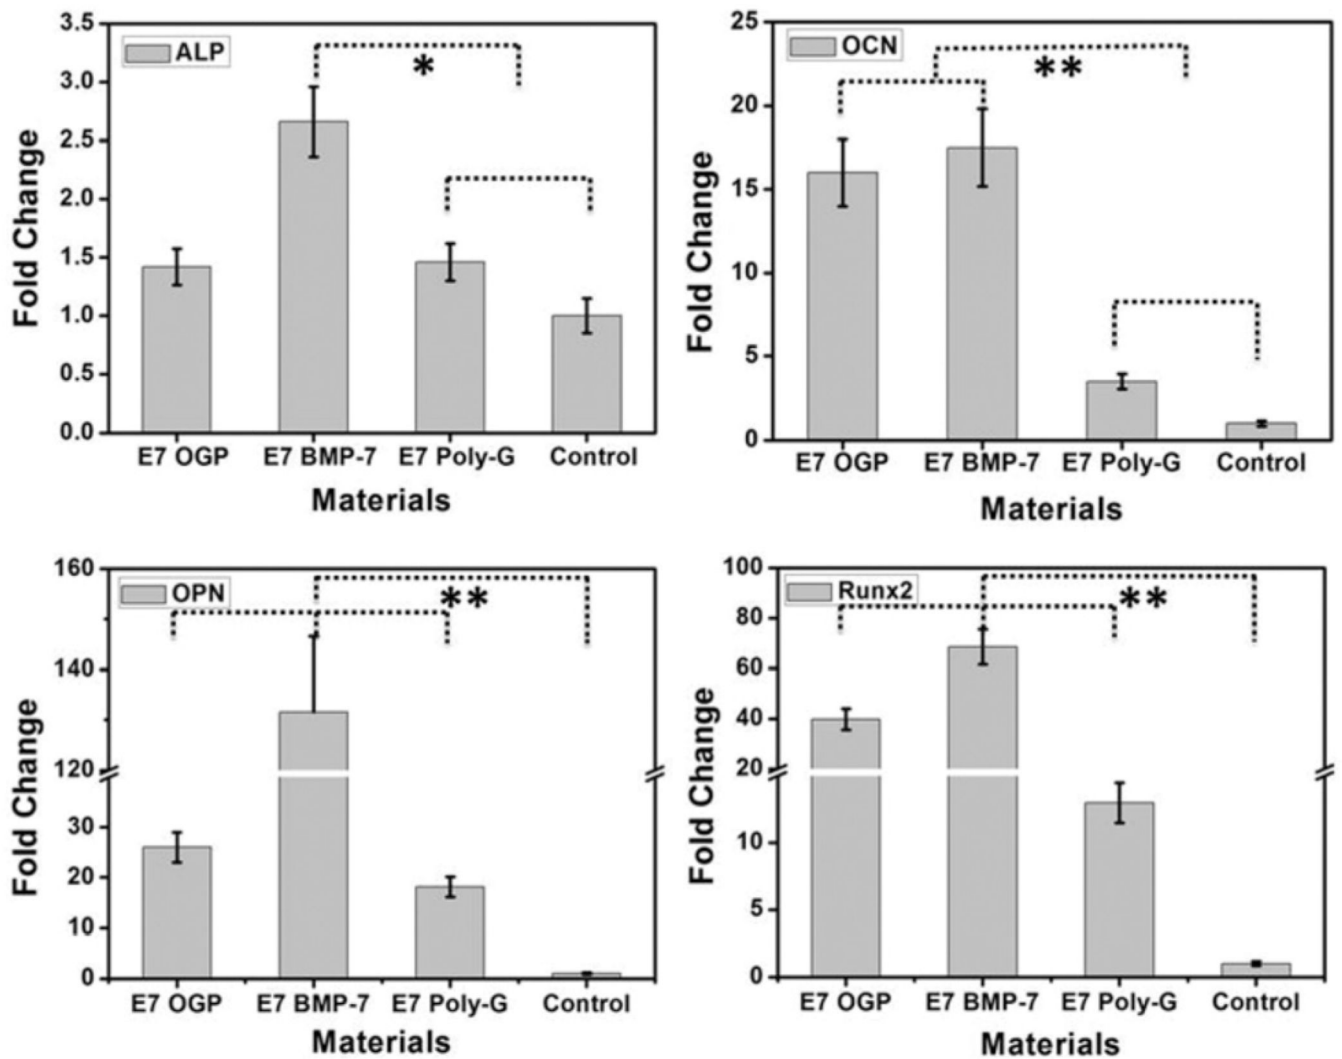 3.5
3.0
2.5
2.0
1.5
1.0
0.5
0.0
Fold Change
ALP
*
E7 OGP E7 BMP-7 E7 Poly-G Control
Materials
25
20
15
10
5
0
Fold Change
OCN
**
E7 OGP E7 BMP-7 E7 Poly-G Control
Materials
160
140
120
30
20
10
0
Fold Change
OPN
**
E7 OGP E7 BMP-7 E7 Poly-G Control
Materials
100
80
60
40
20
10
5
0
Fold Change
Runx2
**
E7 OGP E7 BMP-7 E7 Poly-G Control
Materials